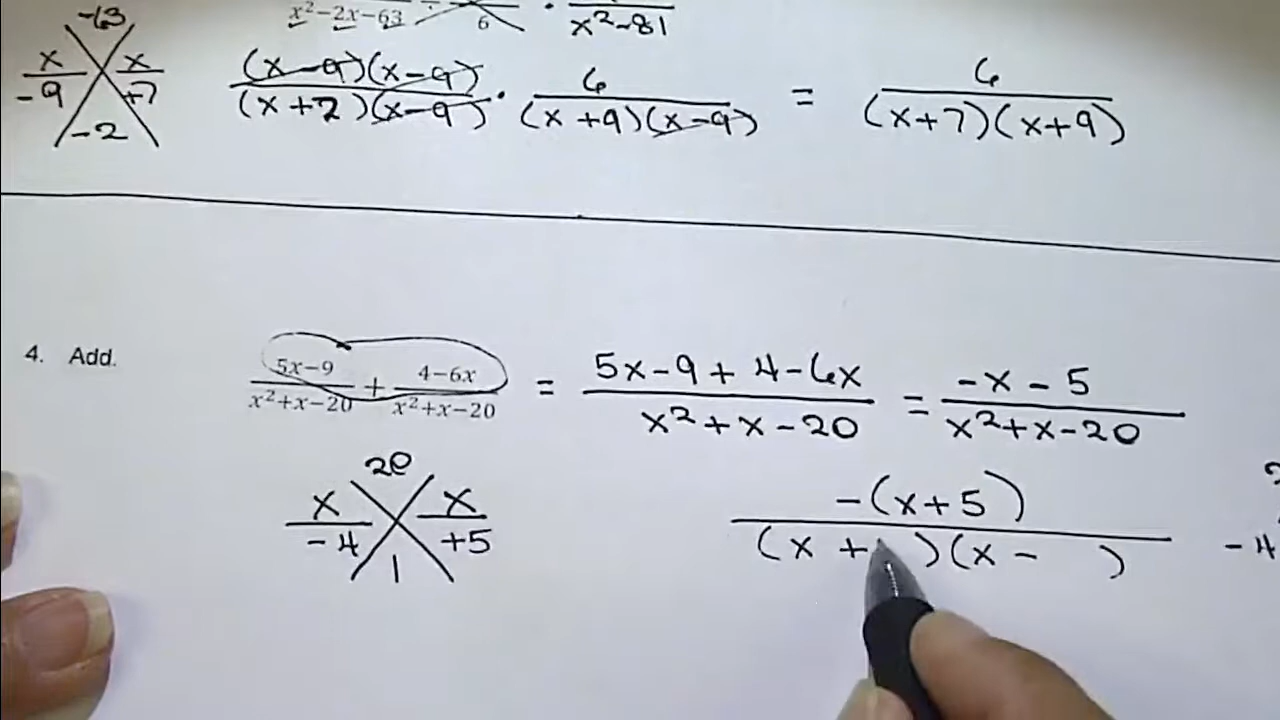 x²-2x-63 ÷ 6 · x²-81
-63
x x
-9 +7
-2
(x-9)(x-9) / (x+7)(x-9) · 6 / (x+9)(x-9) = 6 / (x+7)(x+9)
4. Add. 5x-9 / x²+x-20 + 4-6x / x²+x-20 = 5x-9+4-6x / x²+x-20 = -x-5 / x²+x-20
20
x x
-4 +5
1
-(x+5) / (x+ )(x- )
-4